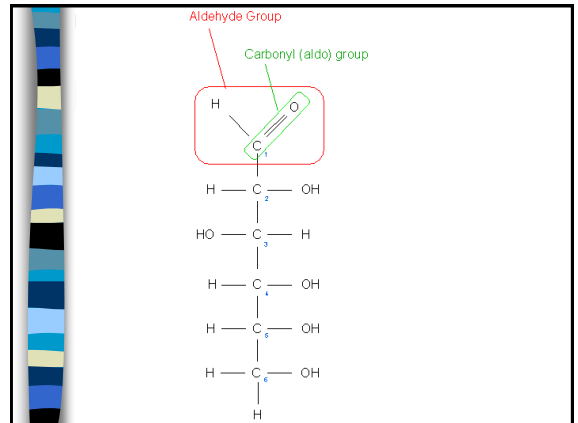 Aldehyde Group
Carbonyl (aldo) group
H O
C 1
H C OH
2
HO C H
3
H C OH
4
H C OH
5
H C OH
6
H